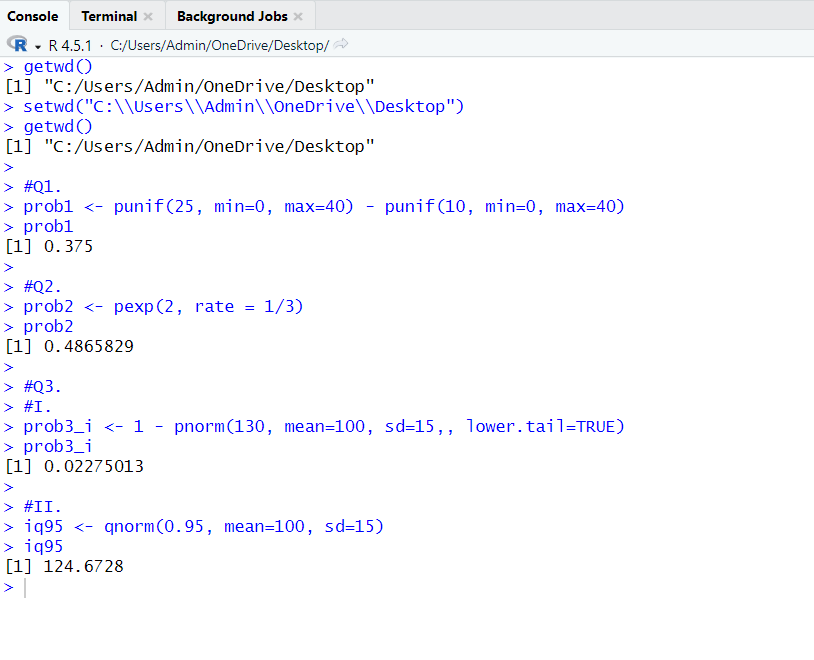 Console Terminal Background Jobs
R R 4.5.1 · C:/Users/Admin/OneDrive/Desktop/
> getwd()
[1] "C:/Users/Admin/OneDrive/Desktop"
> setwd("C:\\Users\\Admin\\OneDrive\\Desktop")
> getwd()
[1] "C:/Users/Admin/OneDrive/Desktop"
>
> #Q1.
> prob1 <- punif(25, min=0, max=40) - punif(10, min=0, max=40)
> prob1
[1] 0.375
>
> #Q2.
> prob2 <- pexp(2, rate = 1/3)
> prob2
[1] 0.4865829
>
> #Q3.
> #I.
> prob3_i <- 1 - pnorm(130, mean=100, sd=15,, lower.tail=TRUE)
> prob3_i
[1] 0.02275013
>
> #II.
> iq95 <- qnorm(0.95, mean=100, sd=15)
> iq95
[1] 124.6728
>